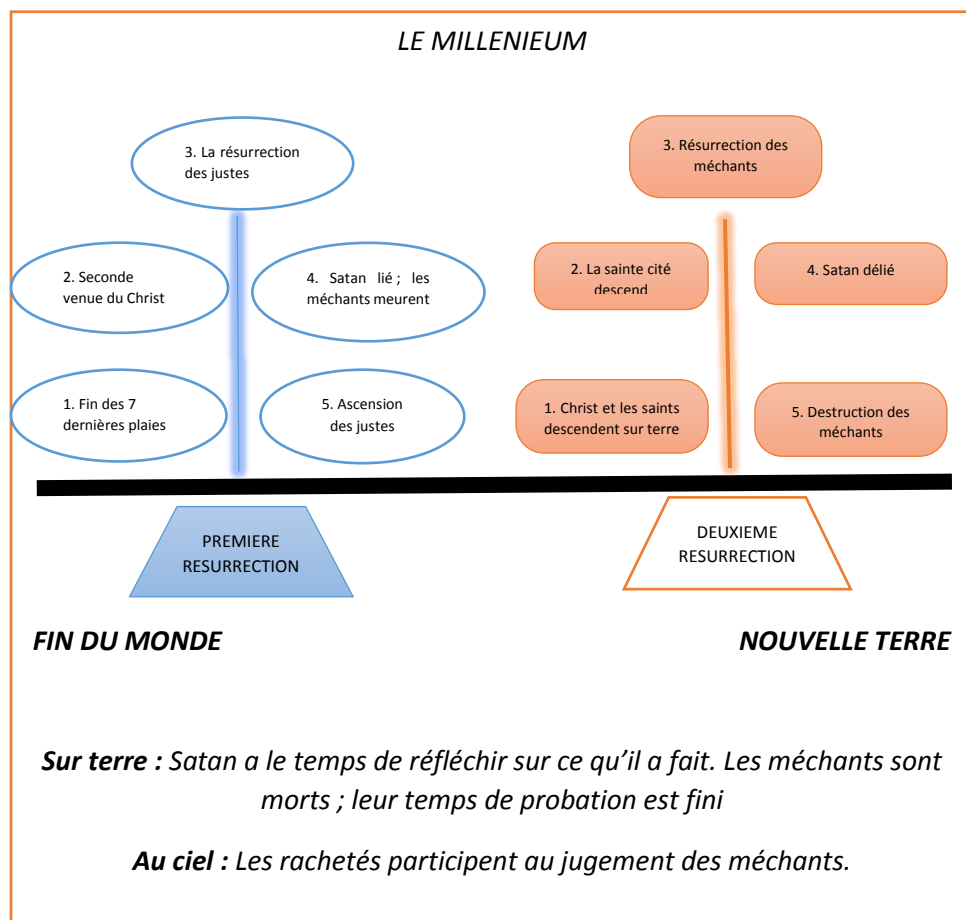 LE MILLENIEUM
3. La résurrection
des justes
2. Seconde
venue du Christ
4. Satan lié ; les
méchants meurent
1. Fin des 7
dernières plaies
5. Ascension
des justes
3. Résurrection des
méchants
2. La sainte cité
descend
4. Satan délié
1. Christ et les saints
descendent sur terre
5. Destruction des
méchants
PREMIERE
RESURRECTION
DEUXIEME
RESURRECTION
FIN DU MONDE
NOUVELLE TERRE
Sur terre : Satan a le temps de réfléchir sur ce qu'il a fait. Les méchants sont
morts ; leur temps de probation est fini
Au ciel : Les rachetés participent au jugement des méchants.